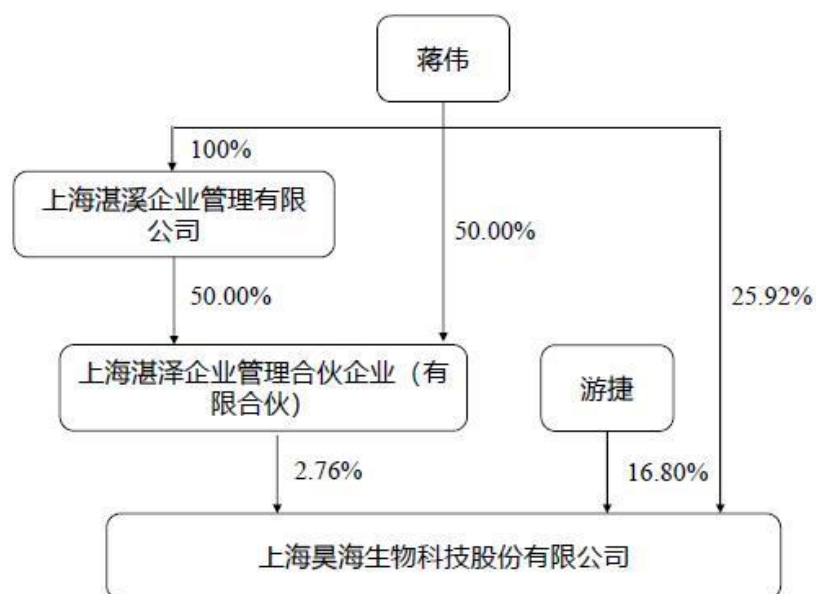 蒋伟
100%
上海湛溪企业管理有限
公司
50.00%
50.00%
25.92%
上海湛泽企业管理合伙企业（有
限合伙）
游捷
2.76%
16.80%
上海昊海生物科技股份有限公司